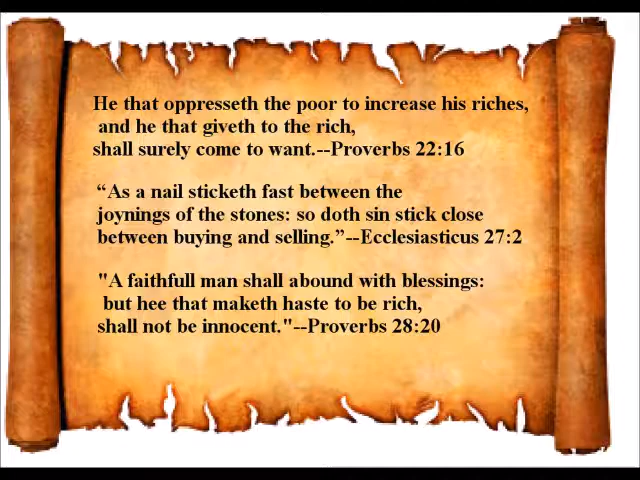 He that oppresseth the poor to increase his riches,
and he that giveth to the rich,
shall surely come to want.--Proverbs 22:16
“As a nail sticketh fast between the
joynings of the stones: so doth sin stick close
between buying and selling.”--Ecclesiasticus 27:2
"A faithfull man shall abound with blessings:
but hee that maketh haste to be rich,
shall not be innocent."--Proverbs 28:20